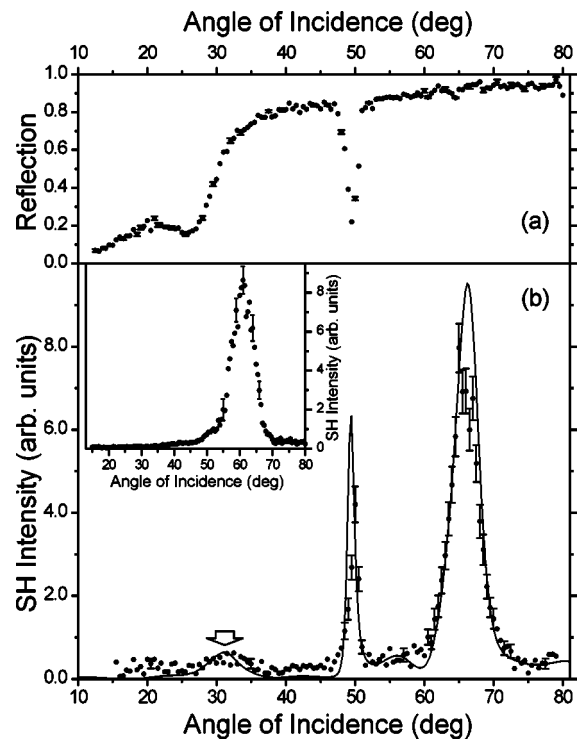 Angle of Incidence (deg)
10 20 30 40 50 60 70 80
1.0
0.8
0.6
0.4
0.2
0.0
Reflection
(a)
(b)
8.0
6.0
4.0
2.0
0.0
SH Intensity (arb. units)
8
6
4
2
0
SH Intensity (arb. units)
20 30 40 50 60 70 80
Angle of Incidence (deg)
10 20 30 40 50 60 70 80
Angle of Incidence (deg)